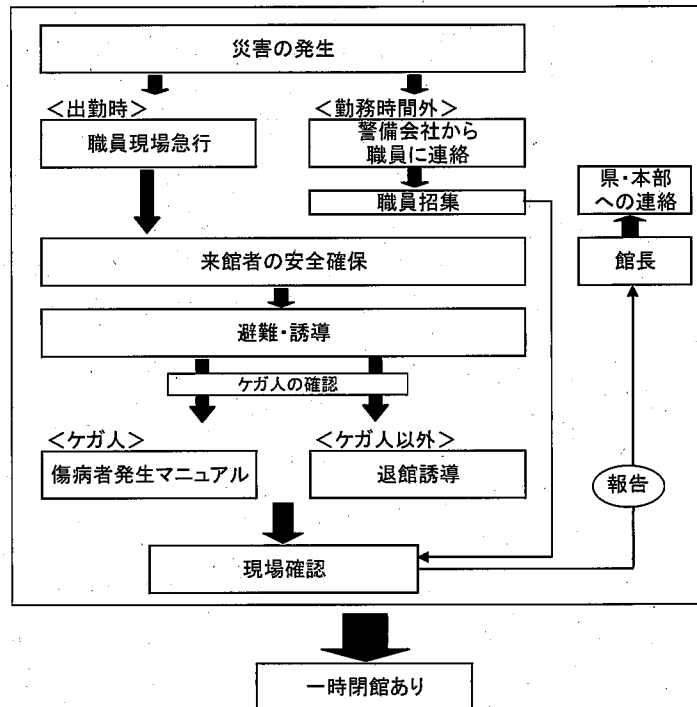 災害の発生
＜出勤時＞
職員現場急行
＜勤務時間外＞
警備会社から
職員に連絡
職員招集
県・本部
への連絡
館長
来館者の安全確保
避難・誘導
ケガ人の確認
＜ケガ人＞
傷病者発生マニュアル
＜ケガ人以外＞
退館誘導
報告
現場確認
一時閉館あり